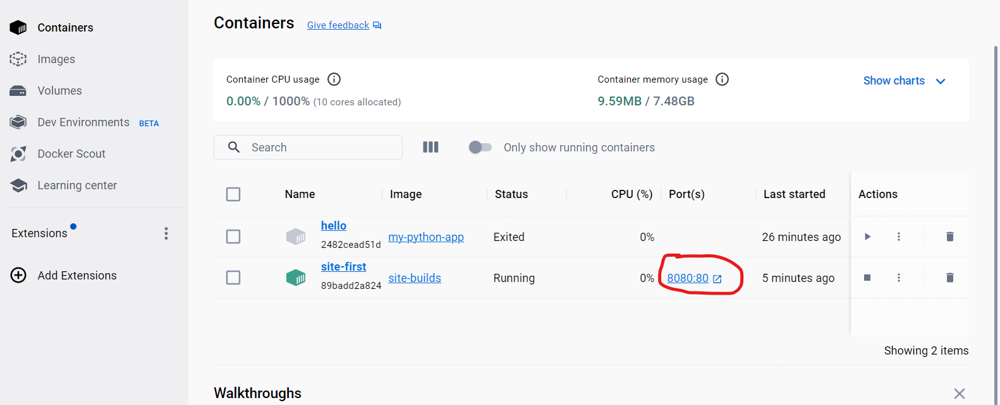 Containers
Images
Volumes
Dev Environments BETA
Docker Scout
Learning center
Extensions
Add Extensions
Containers Give feedback
Container CPU usage
0.00% / 1000% (10 cores allocated)
Container memory usage
9.59MB / 7.48GB
Show charts
Search
Only show running containers
Name Image Status CPU (%) Port(s) Last started Actions
hello
2482cead51d
my-python-app Exited 0% 26 minutes ago
site-first
89badd2a824
site-builds Running 0% 8080:80 5 minutes ago
Showing 2 items
Walkthroughs